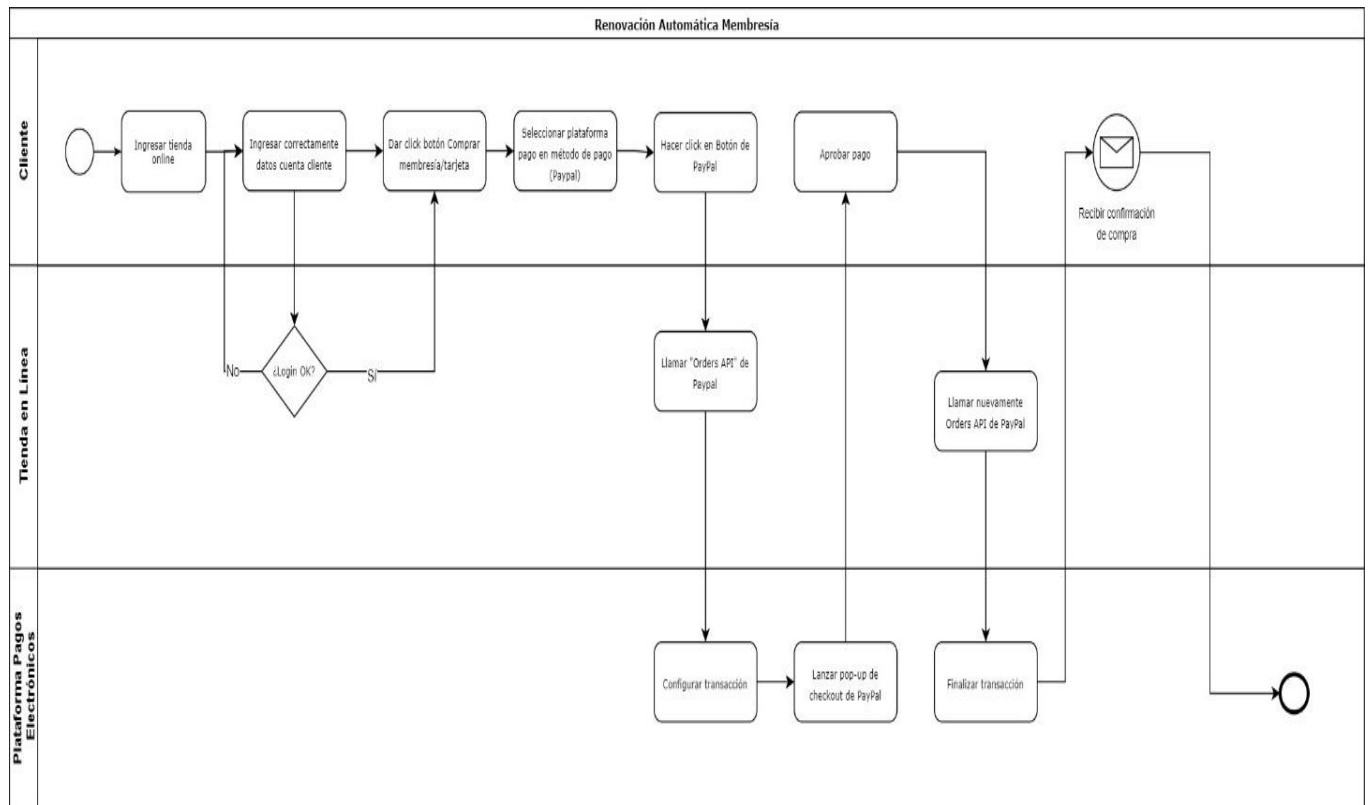 Renovación Automática Membresía
Cliente
Ingresar tienda
online
Ingresar correctamente
datos cuenta cliente
Dar click botón Comprar
membresía/tarjeta
Seleccionar plataforma
pago en método de pago
(Paypal)
Hacer click en Botón de
PayPal
Aprobar pago
Recibir confirmación
de compra
Tienda en Línea
No
¿Login OK?
Sí
Llamar "Orders API" de
Paypal
Llamar nuevamente
Orders API de PayPal
Plataforma Pagos
Electrónicos
Configurar transacción
Lanzar pop-up de
checkout de PayPal
Finalizar transacción